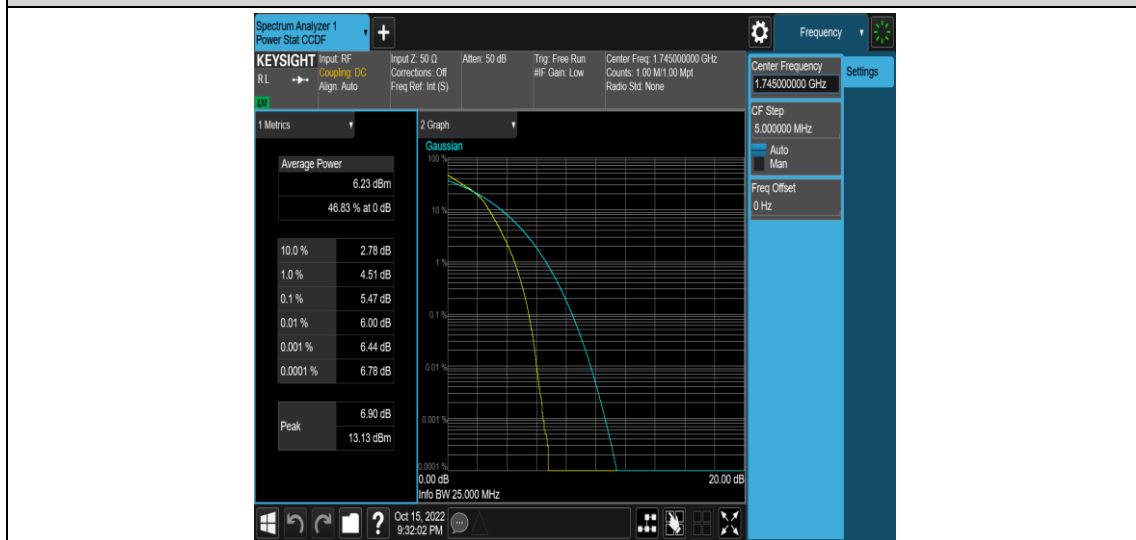 Spectrum Analyzer 1
Power Stat CCDF
Frequency
KEYSIGHT
RL
LXI
Input: RF
Coupling: DC
Align: Auto
Input Z: 50 Ω
Corrections: Off
Freq Ref: Int (S)
Atten: 50 dB
Trig: Free Run
#IF Gain: Low
Center Freq: 1.745000000 GHz
Counts: 1.00 M/1.00 Mpt
Radio Std: None
Center Frequency
1.745000000 GHz
Settings
CF Step
5.000000 MHz
Auto
Man
Freq Offset
0 Hz
1 Metrics
Average Power
6.23 dBm
46.83 % at 0 dB
10.0 % 2.78 dB
1.0 % 4.51 dB
0.1 % 5.47 dB
0.01 % 6.00 dB
0.001 % 6.44 dB
0.0001 % 6.78 dB
Peak
6.90 dB
13.13 dBm
2 Graph
Gaussian
100 %
10 %
1 %
0.1 %
0.01 %
0.001 %
0.0001 %
0.00 dB 20.00 dB
Info BW 25.000 MHz
?
Oct 15, 2022
9:32:02 PM